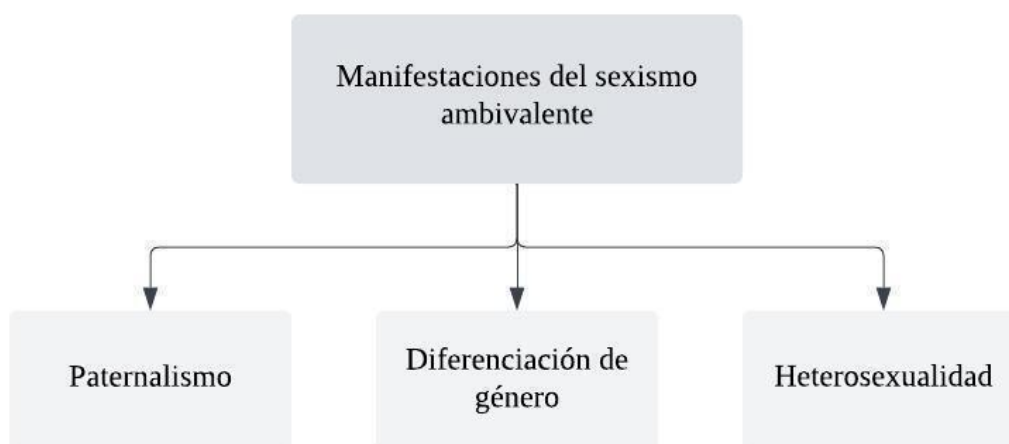 Manifestaciones del sexismo
ambivalente
Paternalismo
Diferenciación de
género
Heterosexualidad